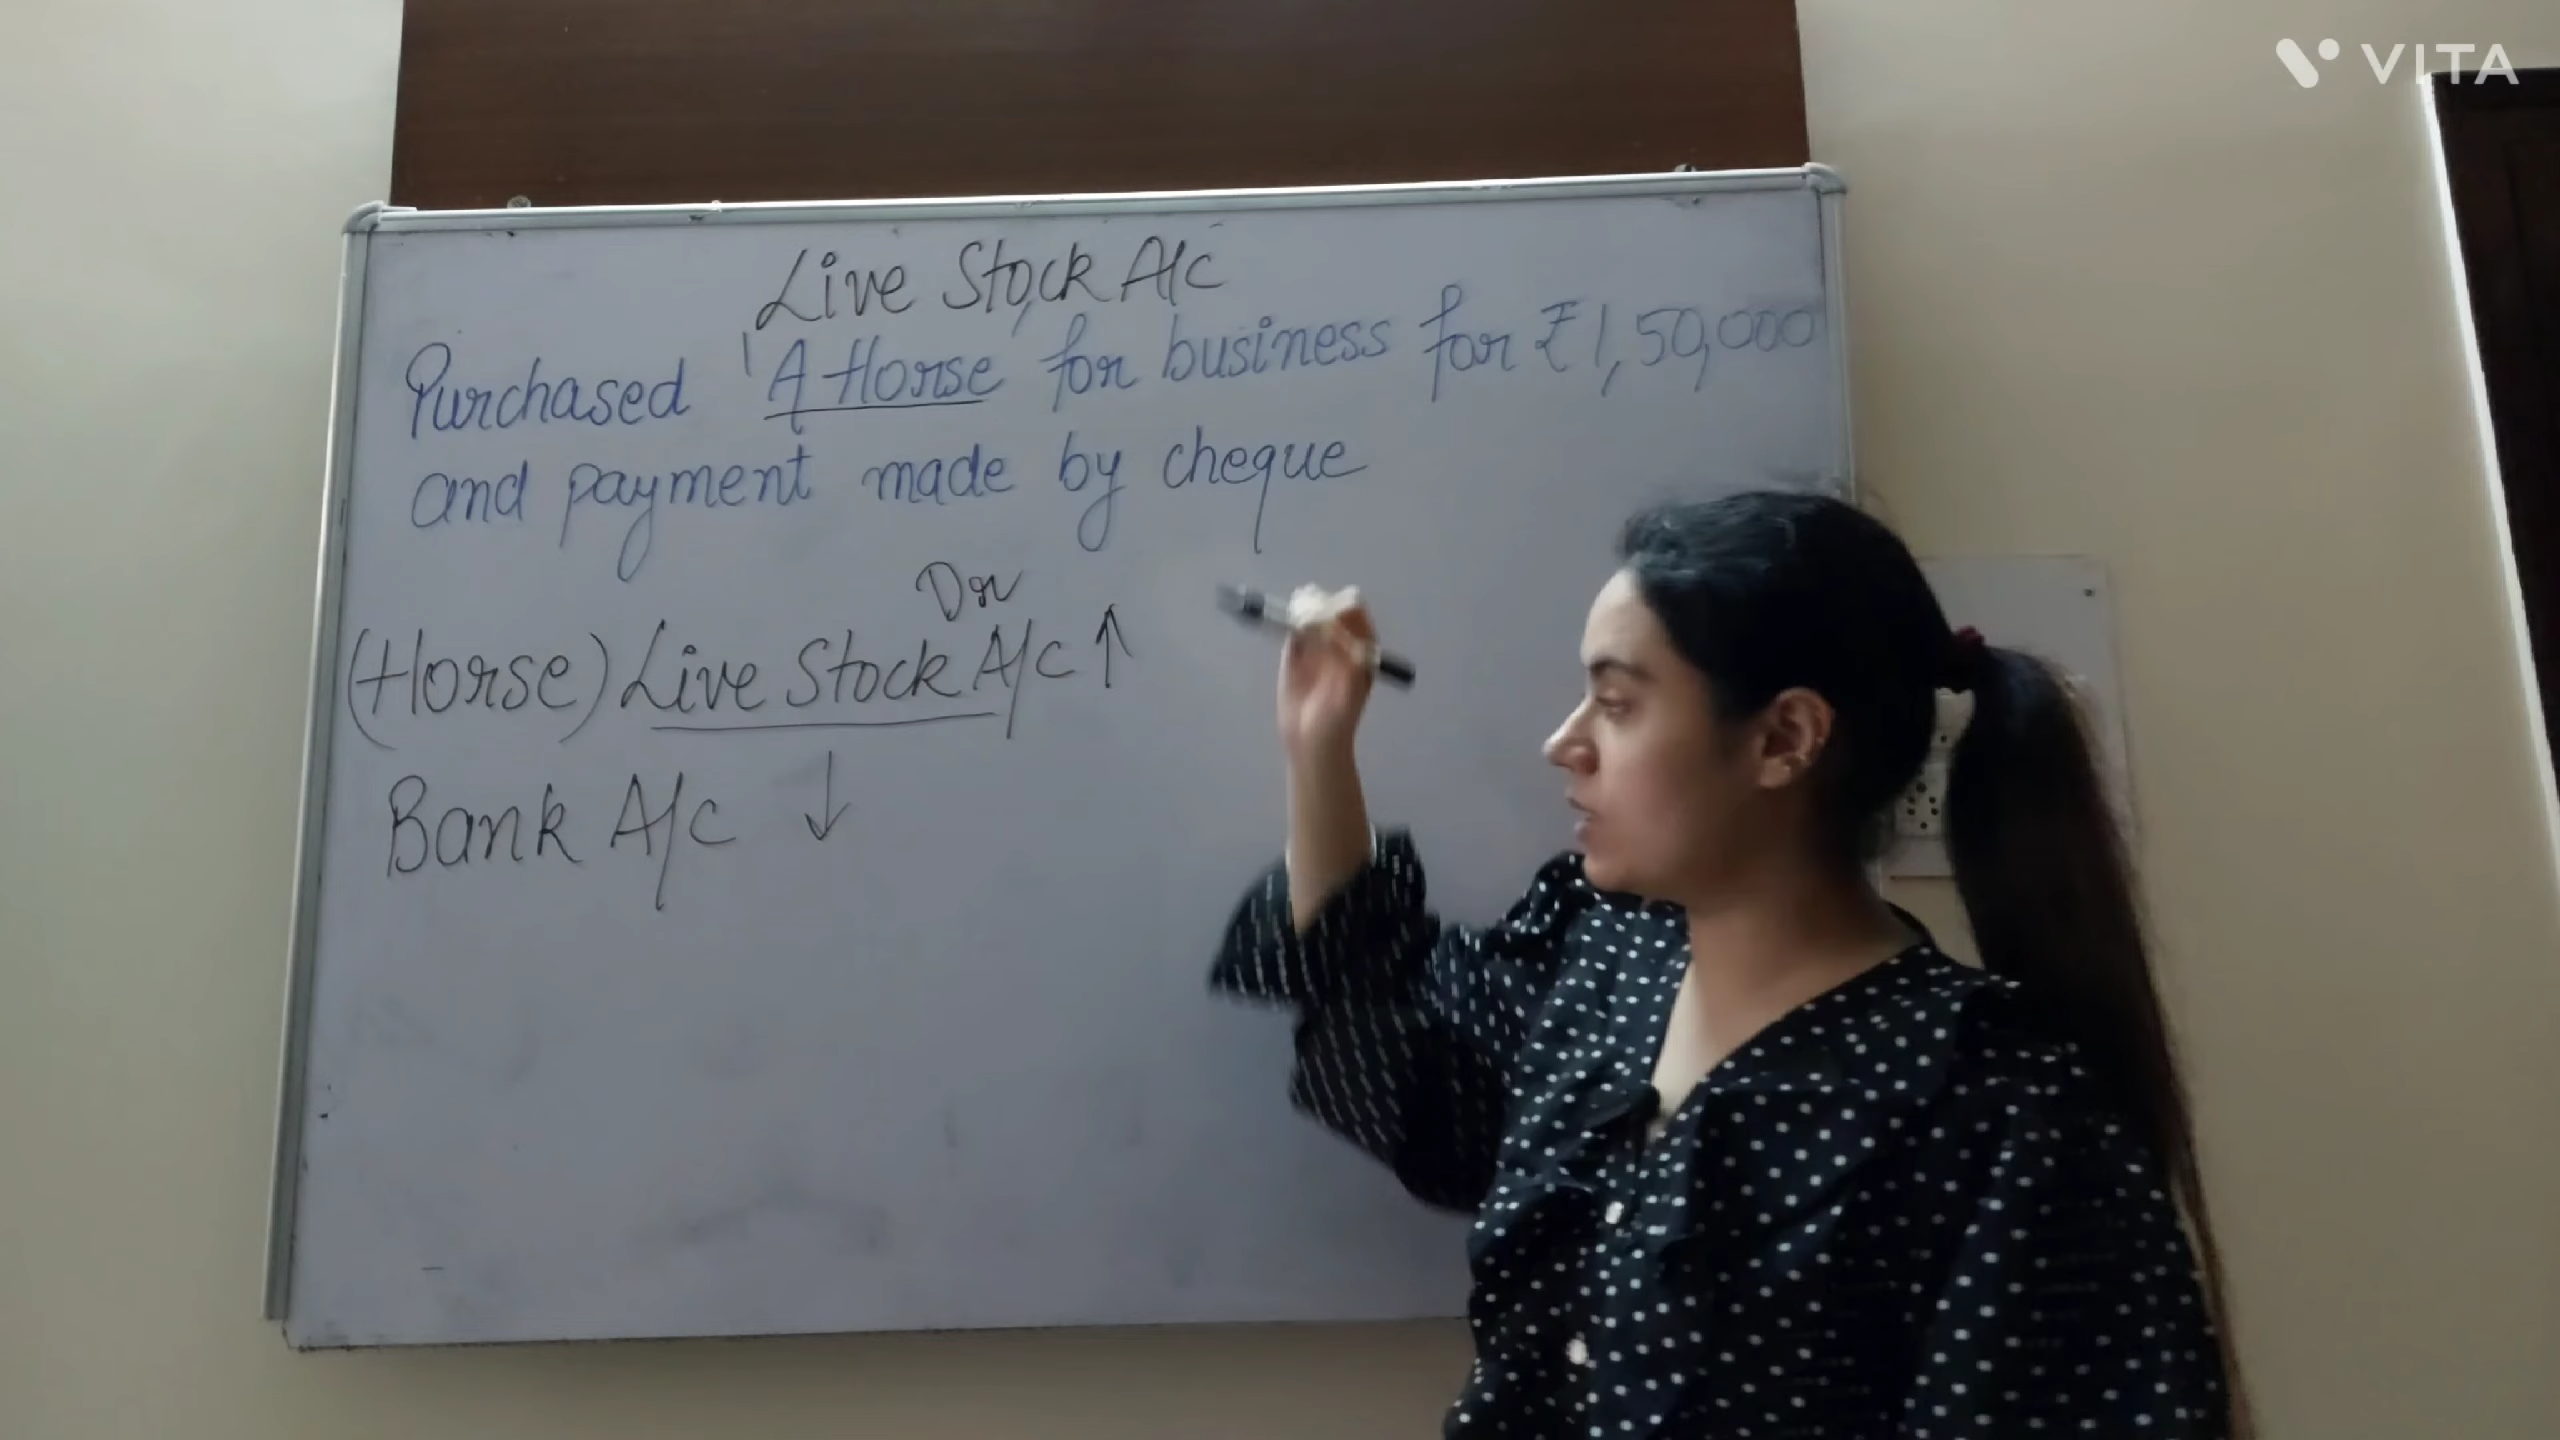 VITA
Live Stock A/c
Purchased 'A Horse' for business for ₹1,50,000
and payment made by cheque
Dr
(Horse) Live Stock A/c ↑
Bank A/c ↓